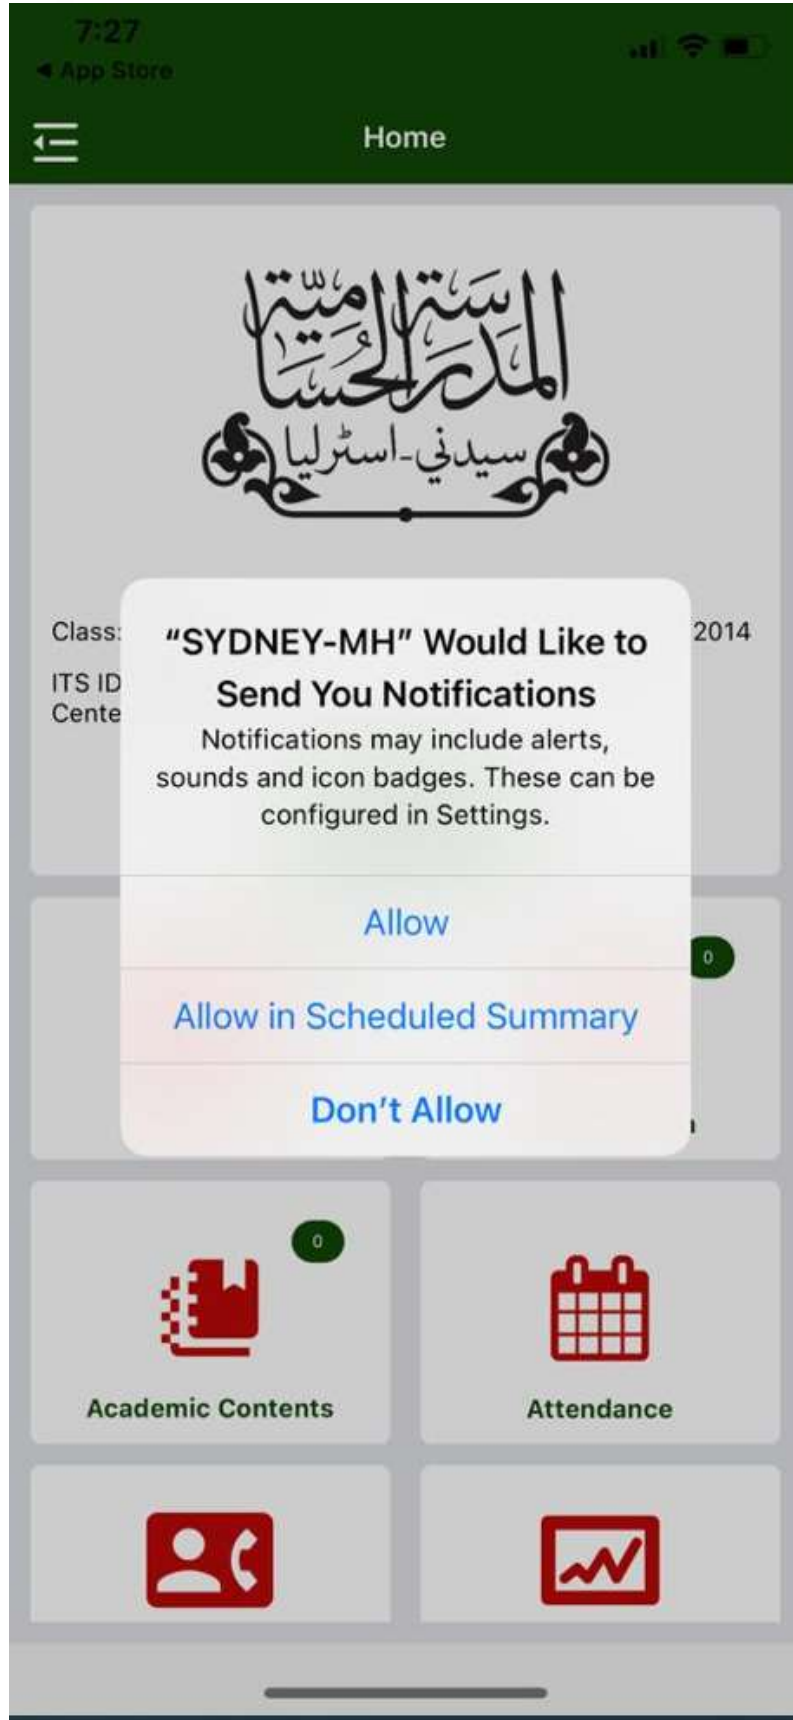 7:27
◀ App Store
Home
المدرسة الحسامية
سيدني-استرليا
Class:
2014
ITS ID
Cente
“SYDNEY-MH” Would Like to
Send You Notifications
Notifications may include alerts,
sounds and icon badges. These can be
configured in Settings.
Allow
0
Allow in Scheduled Summary
Don’t Allow
0
Academic Contents
Attendance